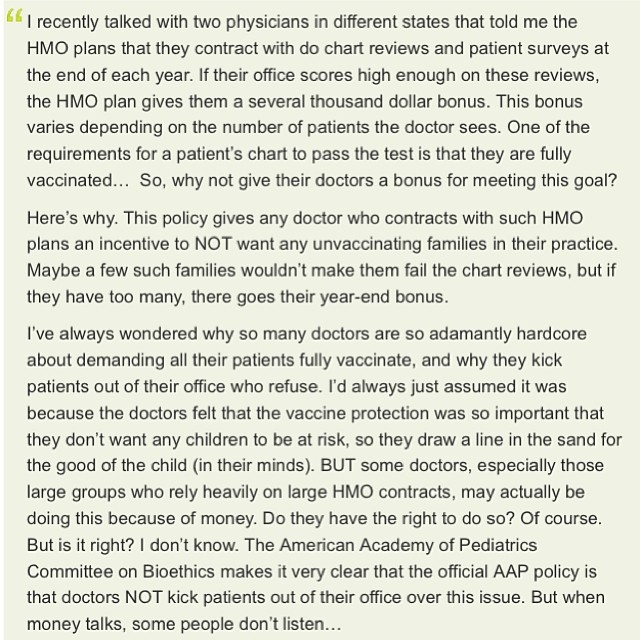 “ I recently talked with two physicians in different states that told me the
HMO plans that they contract with do chart reviews and patient surveys at
the end of each year. If their office scores high enough on these reviews,
the HMO plan gives them a several thousand dollar bonus. This bonus
varies depending on the number of patients the doctor sees. One of the
requirements for a patient’s chart to pass the test is that they are fully
vaccinated… So, why not give their doctors a bonus for meeting this goal?
Here’s why. This policy gives any doctor who contracts with such HMO
plans an incentive to NOT want any unvaccinating families in their practice.
Maybe a few such families wouldn’t make them fail the chart reviews, but if
they have too many, there goes their year-end bonus.
I’ve always wondered why so many doctors are so adamantly hardcore
about demanding all their patients fully vaccinate, and why they kick
patients out of their office who refuse. I’d always just assumed it was
because the doctors felt that the vaccine protection was so important that
they don’t want any children to be at risk, so they draw a line in the sand for
the good of the child (in their minds). BUT some doctors, especially those
large groups who rely heavily on large HMO contracts, may actually be
doing this because of money. Do they have the right to do so? Of course.
But is it right? I don’t know. The American Academy of Pediatrics
Committee on Bioethics makes it very clear that the official AAP policy is
that doctors NOT kick patients out of their office over this issue. But when
money talks, some people don’t listen…